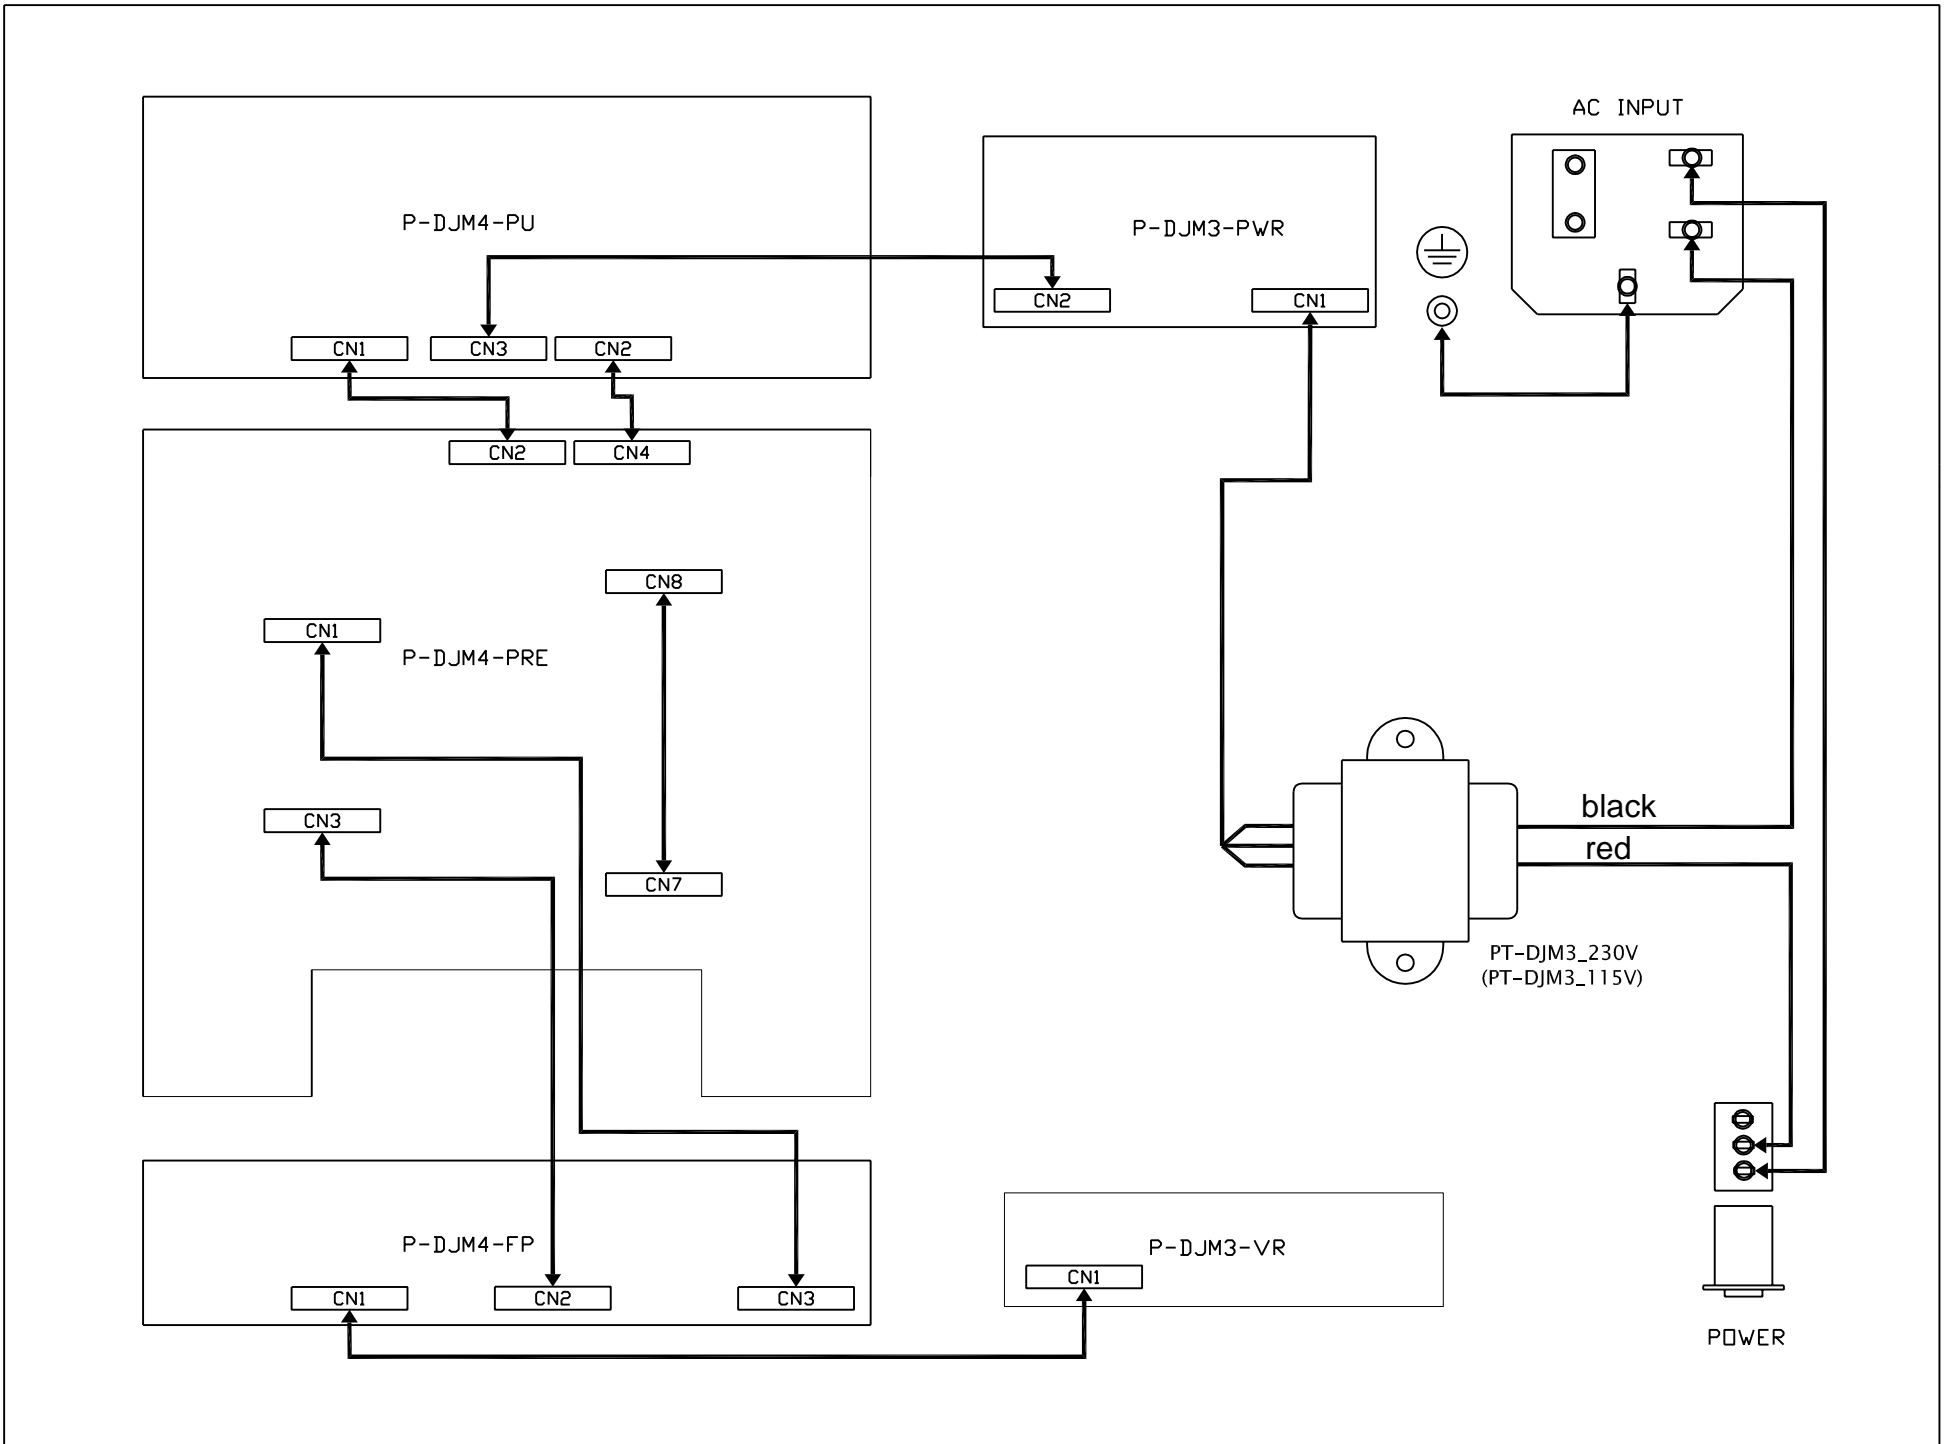 AC INPUT
P-DJM4-PU
P-DJM3-PWR
CN2
CN1
CN1
CN3
CN2
CN2
CN4
CN8
CN1
P-DJM4-PRE
CN3
CN7
black
red
PT-DJM3_230V
(PT-DJM3_115V)
P-DJM4-FP
CN1
CN2
CN3
P-DJM3-VR
CN1
POWER